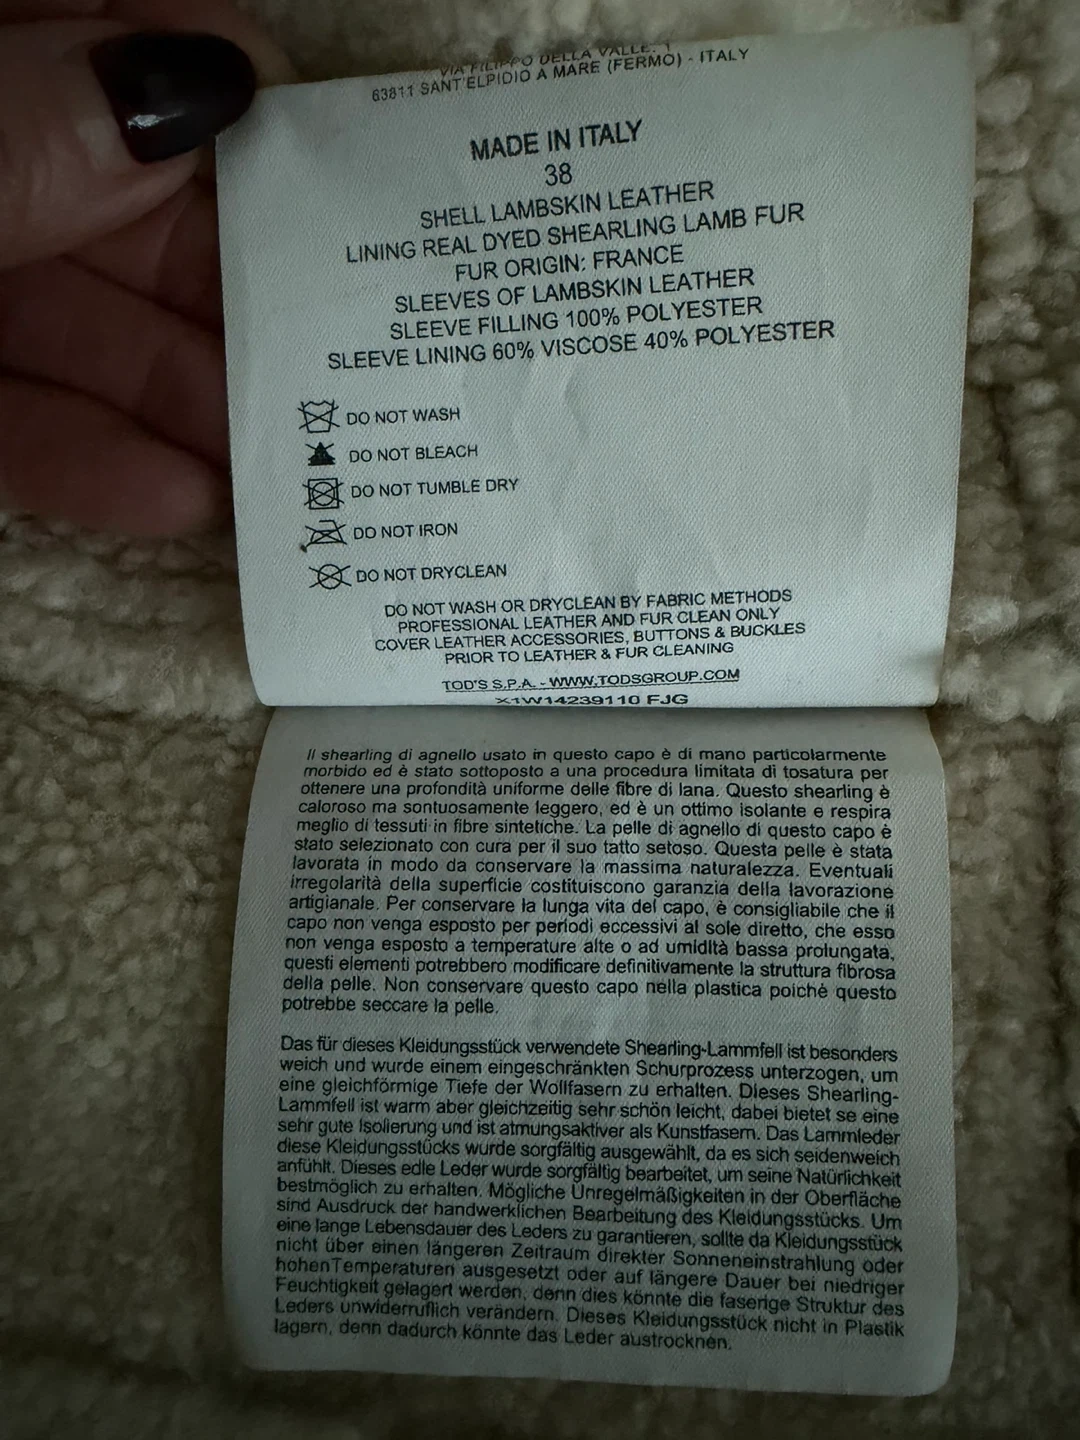 VIA FILIPPO DELLA VALLE, 1
63811 SANT'ELPIDIO A MARE (FERMO) - ITALY
MADE IN ITALY
38
SHELL LAMBSKIN LEATHER
LINING REAL DYED SHEARLING LAMB FUR
FUR ORIGIN: FRANCE
SLEEVES OF LAMBSKIN LEATHER
SLEEVE FILLING 100% POLYESTER
SLEEVE LINING 60% VISCOSE 40% POLYESTER
DO NOT WASH
DO NOT BLEACH
DO NOT TUMBLE DRY
DO NOT IRON
DO NOT DRYCLEAN
DO NOT WASH OR DRYCLEAN BY FABRIC METHODS
PROFESSIONAL LEATHER AND FUR CLEAN ONLY
COVER LEATHER ACCESSORIES, BUTTONS & BUCKLES
PRIOR TO LEATHER & FUR CLEANING
TOD'S S.P.A. - WWW.TODSGROUP.COM
X1W14239110 FJG
Il shearling di agnello usato in questo capo è di mano particolarmente
morbido ed è stato sottoposto a una procedura limitata di tosatura per
ottenere una profondità uniforme delle fibre di lana. Questo shearling è
caloroso ma sontuosamente leggero, ed è un ottimo isolante e respira
meglio di tessuti in fibre sintetiche. La pelle di agnello di questo capo è
stato selezionato con cura per il suo tatto setoso. Questa pelle è stata
lavorata in modo da conservare la massima naturalezza. Eventuali
irregolarità della superficie costituiscono garanzia della lavorazione
artigianale. Per conservare la lunga vita del capo, è consigliabile che il
capo non venga esposto per periodi eccessivi al sole diretto, che esso
non venga esposto a temperature alte o ad umidità bassa prolungata,
questi elementi potrebbero modificare definitivamente la struttura fibrosa
della pelle. Non conservare questo capo nella plastica poichè questo
potrebbe seccare la pelle.
Das für dieses Kleidungsstück verwendete Shearling-Lammfell ist besonders
weich und wurde einem eingeschränkten Schurprozess unterzogen, um
eine gleichförmige Tiefe der Wollfasern zu erhalten. Dieses Shearling-
Lammfell ist warm aber gleichzeitig sehr schön leicht, dabei bietet se eine
sehr gute Isolierung und ist atmungsaktiver als Kunstfasern. Das Lammleder
diese Kleidungsstücks wurde sorgfältig ausgewählt, da es sich seidenweich
anfühlt. Dieses edle Leder wurde sorgfältig bearbeitet, um seine Natürlichkeit
bestmöglich zu erhalten. Mögliche Unregelmäßigkeiten in der Oberfläche
sind Ausdruck der handwerklichen Bearbeitung des Kleidungsstücks. Um
eine lange Lebensdauer des Leders zu garantieren, sollte da Kleidungsstück
nicht über einen längeren Zeitraum direkter Sonneneinstrahlung oder
hohenTemperaturen ausgesetzt oder auf längere Dauer bei niedriger
Feuchtigkeit gelagert werden, denn dies könnte die faserige Struktur des
Leders unwiderruflich verändern. Dieses Kleidungsstück nicht in Plastik
lagern, denn dadurch könnte das Leder austrocknen.